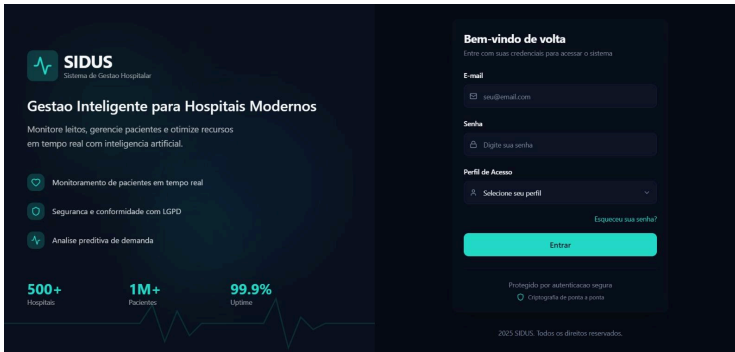 SIDUS
Sistema de Gestao Hospitalar
Gestao Inteligente para Hospitais Modernos
Monitore leitos, gerencie pacientes e otimize recursos
em tempo real com inteligencia artificial.
Monitoramento de pacientes em tempo real
Seguranca e conformidade com LGPD
Analise preditiva de demanda
500+
Hospitais
1M+
Pacientes
99.9%
Uptime
Bem-vindo de volta
Entre com suas credenciais para acessar o sistema
E-mail
seu@email.com
Senha
Digite sua senha
Perfil de Acesso
Selecione seu perfil
Esqueceu sua senha?
Entrar
Protegido por autenticacao segura
Criptografia de ponta a ponta
2025 SIDUS. Todos os direitos reservados.